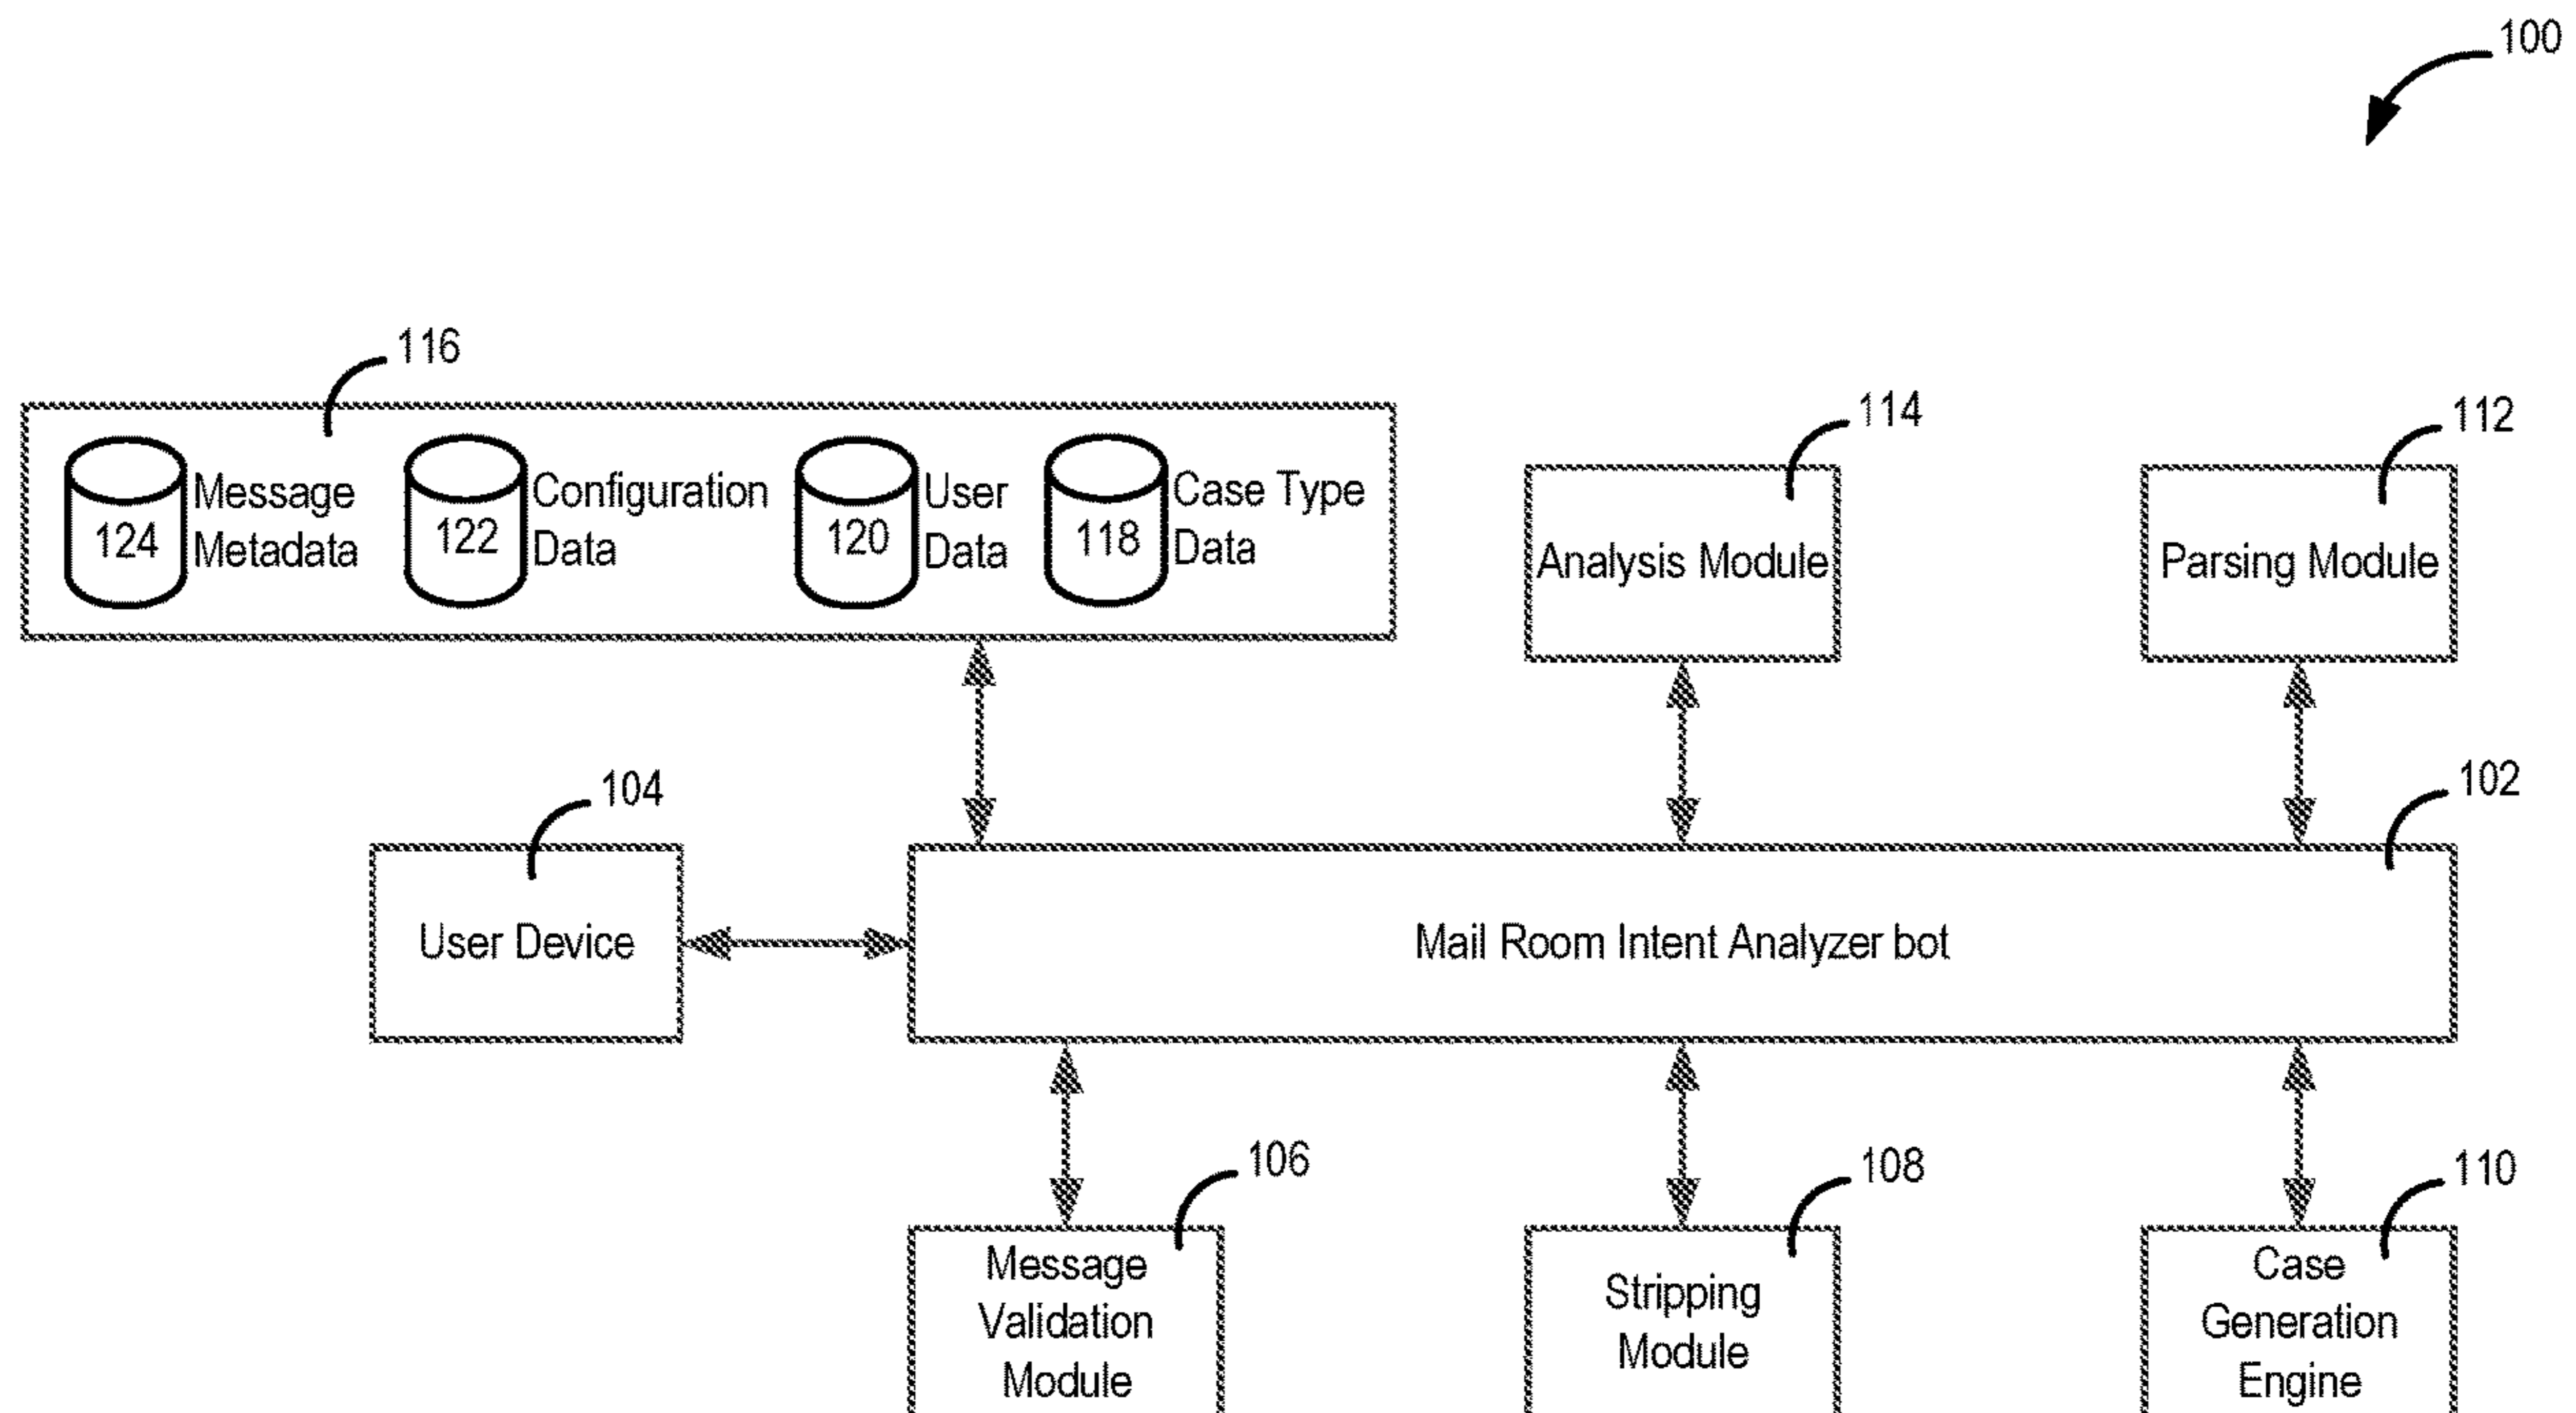 100
116
114
112
Message
Metadata
124
Configuration
Data
122
User
Data
120
Case Type
Data
118
Analysis Module
Parsing Module
104
102
User Device
Mail Room Intent Analyzer bot
106
108
110
Message
Validation
Module
Stripping
Module
Case
Generation
Engine